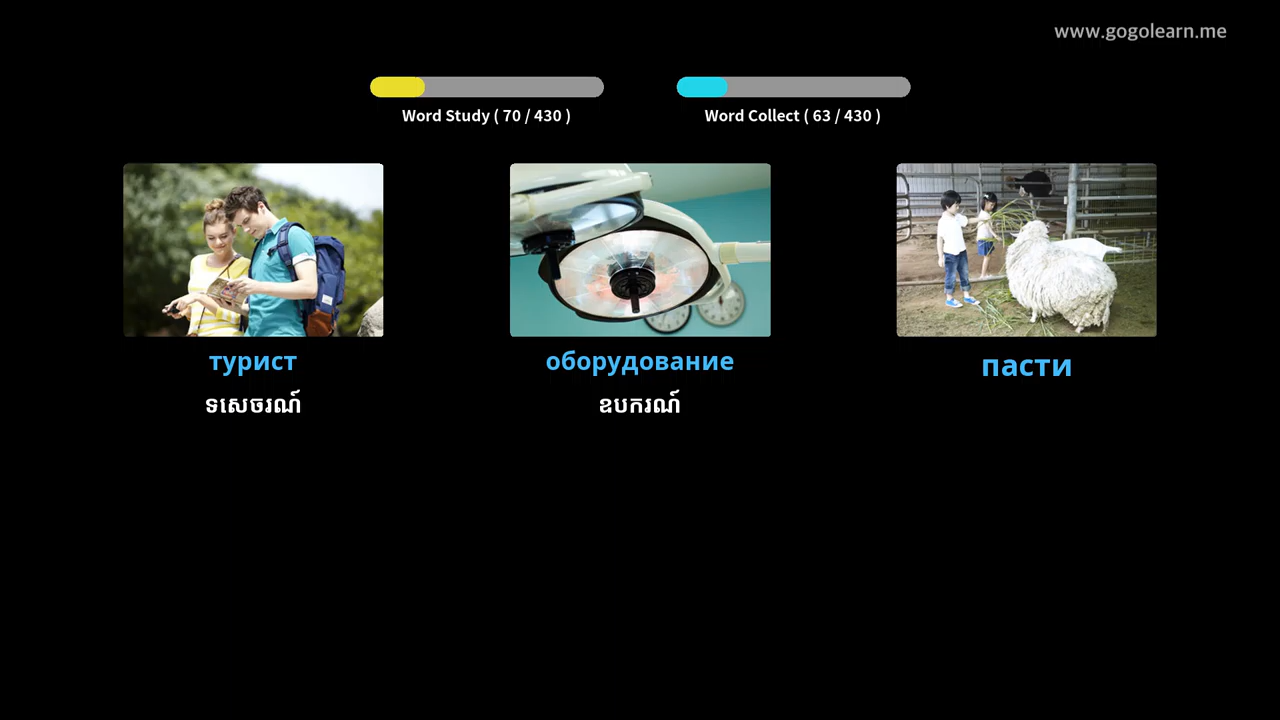 www.gogolearn.me
Word Study ( 70 / 430 )
Word Collect ( 63 / 430 )
турист
оборудование
пасти
ទសេចរណ៍
ឧបករណ៍